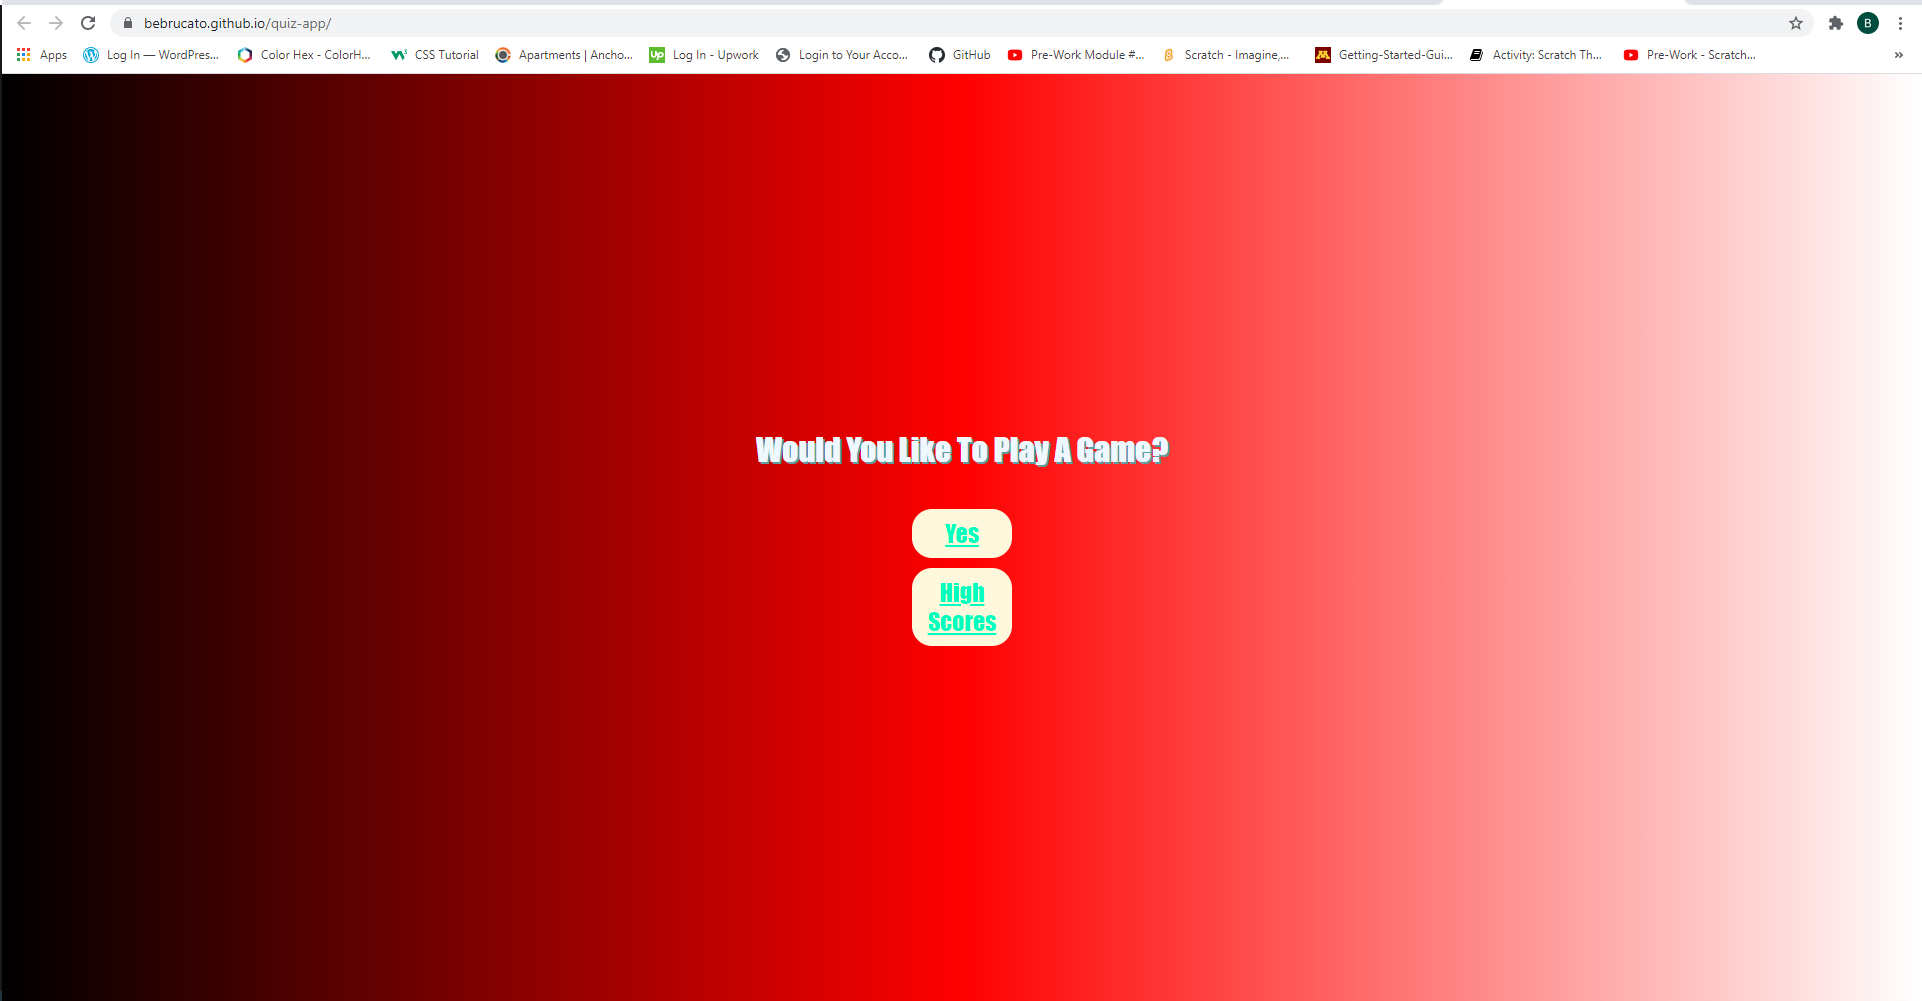 bebrucato.github.io/quiz-app/
B
Apps Log In — WordPres... Color Hex - ColorH... CSS Tutorial Apartments | Ancho... Up Log In - Upwork Login to Your Acco... GitHub Pre-Work Module #... Scratch - Imagine,... Getting-Started-Gui... Activity: Scratch Th... Pre-Work - Scratch... »
Would You Like To Play A Game?
Yes
High
Scores